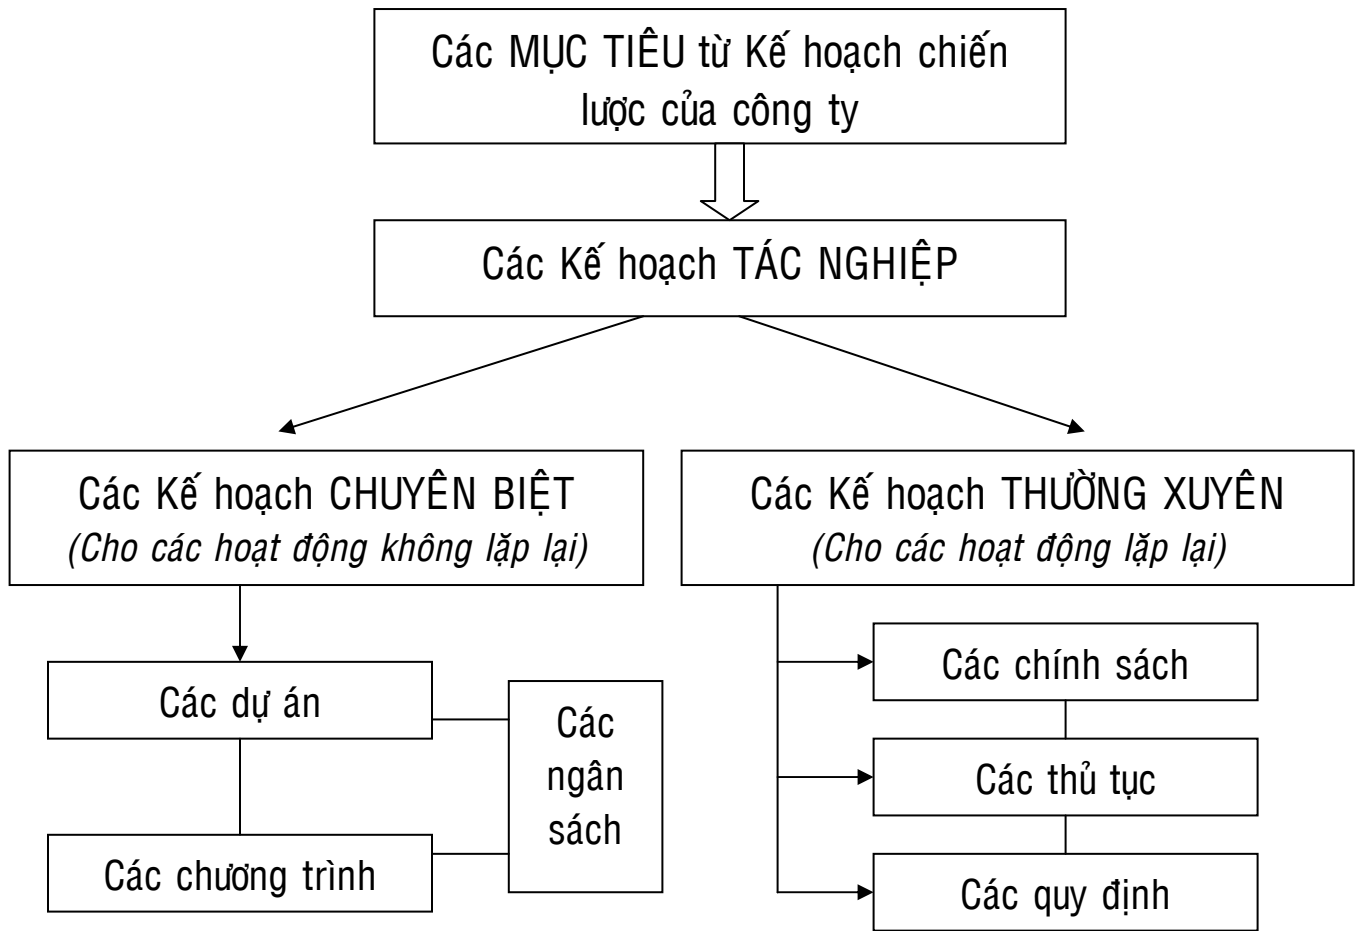 Các MỤC TIÊU từ Kế hoạch chiến
lược của công ty
Các Kế hoạch TÁC NGHIỆP
Các Kế hoạch CHUYÊN BIỆT
(Cho các hoạt động không lặp lại)
Các Kế hoạch THƯỜNG XUYÊN
(Cho các hoạt động lặp lại)
Các dự án
Các chương trình
Các
ngân
sách
Các chính sách
Các thủ tục
Các quy định